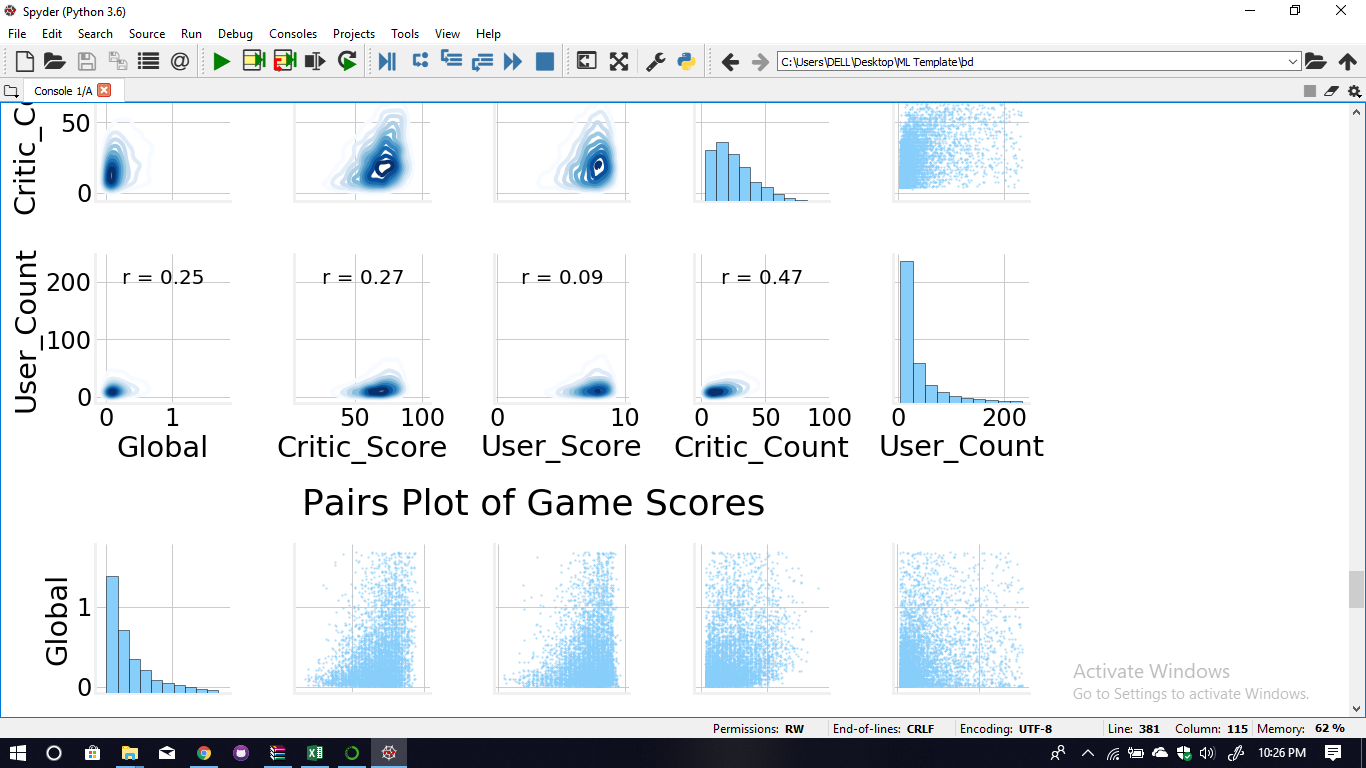 Spyder (Python 3.6)
File Edit Search Source Run Debug Consoles Projects Tools View Help
C:\Users\DELL\Desktop\ML Template\bd
Console 1/A
Critic_C
50
0
User_Count
200
100
0
r = 0.25 r = 0.27 r = 0.09 r = 0.47
0 1 50 100 0 10 0 50 100 0 200
Global Critic_Score User_Score Critic_Count User_Count
Pairs Plot of Game Scores
Global
1
0
Activate Windows
Go to Settings to activate Windows.
Permissions: RW End-of-lines: CRLF Encoding: UTF-8 Line: 381 Column: 115 Memory: 62 %
10:26 PM